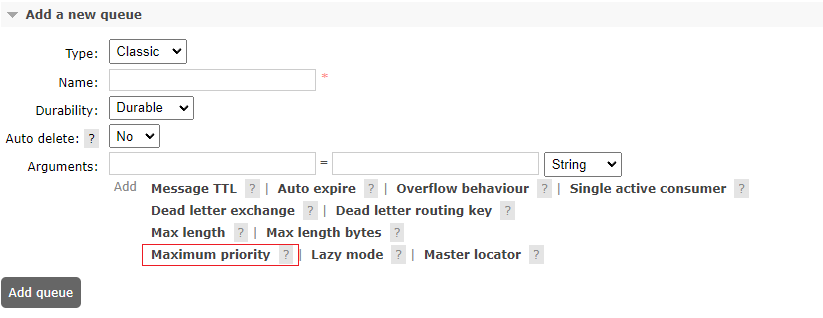 Add a new queue
Type: Classic
Name: *
Durability: Durable
Auto delete: ? No
Arguments: = String
Add Message TTL ? | Auto expire ? | Overflow behaviour ? | Single active consumer ?
Dead letter exchange ? | Dead letter routing key ?
Max length ? | Max length bytes ?
Maximum priority ? | Lazy mode ? | Master locator ?
Add queue